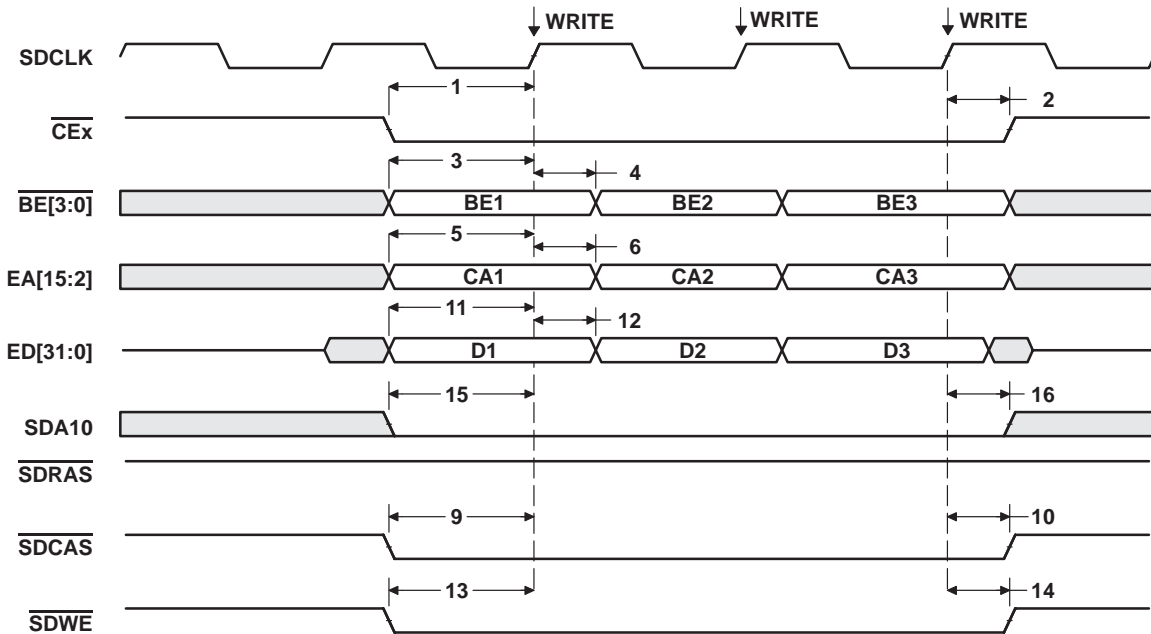 WRITE WRITE WRITE
SDCLK
1 2
CEx
3 4
BE[3:0] BE1 BE2 BE3
5 6
EA[15:2] CA1 CA2 CA3
11 12
ED[31:0] D1 D2 D3
15 16
SDA10
SDRAS
9 10
SDCAS
13 14
SDWE